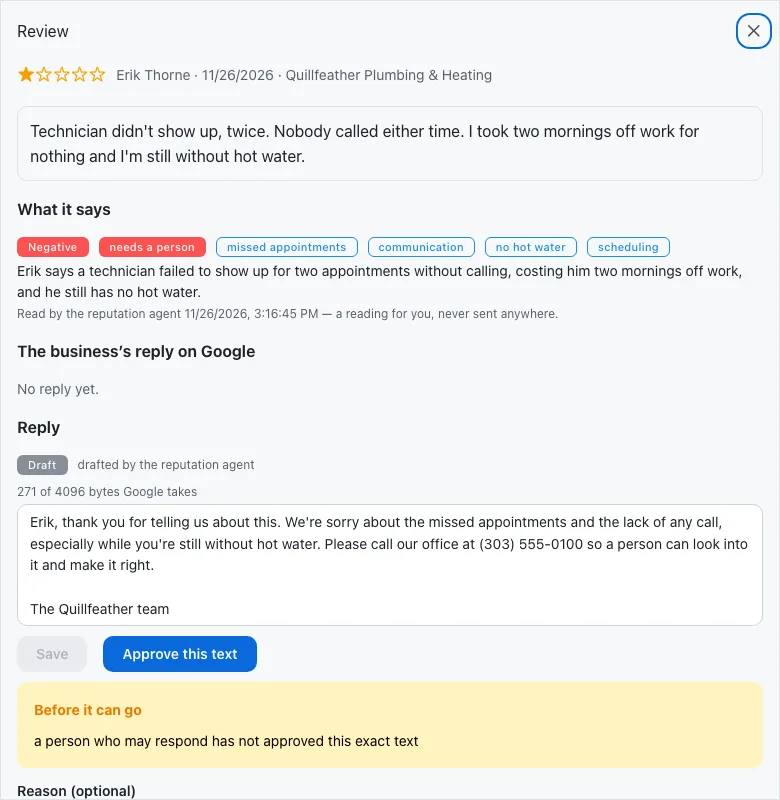 Review
Erik Thorne · 11/26/2026 · Quillfeather Plumbing & Heating
Technician didn't show up, twice. Nobody called either time. I took two mornings off work for
nothing and I'm still without hot water.
What it says
Negative needs a person missed appointments communication no hot water scheduling
Erik says a technician failed to show up for two appointments without calling, costing him two mornings off work,
and he still has no hot water.
Read by the reputation agent 11/26/2026, 3:16:45 PM — a reading for you, never sent anywhere.
The business’s reply on Google
No reply yet.
Reply
Draft drafted by the reputation agent
271 of 4096 bytes Google takes
Erik, thank you for telling us about this. We're sorry about the missed appointments and the lack of any call,
especially while you're still without hot water. Please call our office at (303) 555-0100 so a person can look into
it and make it right.
The Quillfeather team
Save Approve this text
Before it can go
a person who may respond has not approved this exact text
Reason (optional)